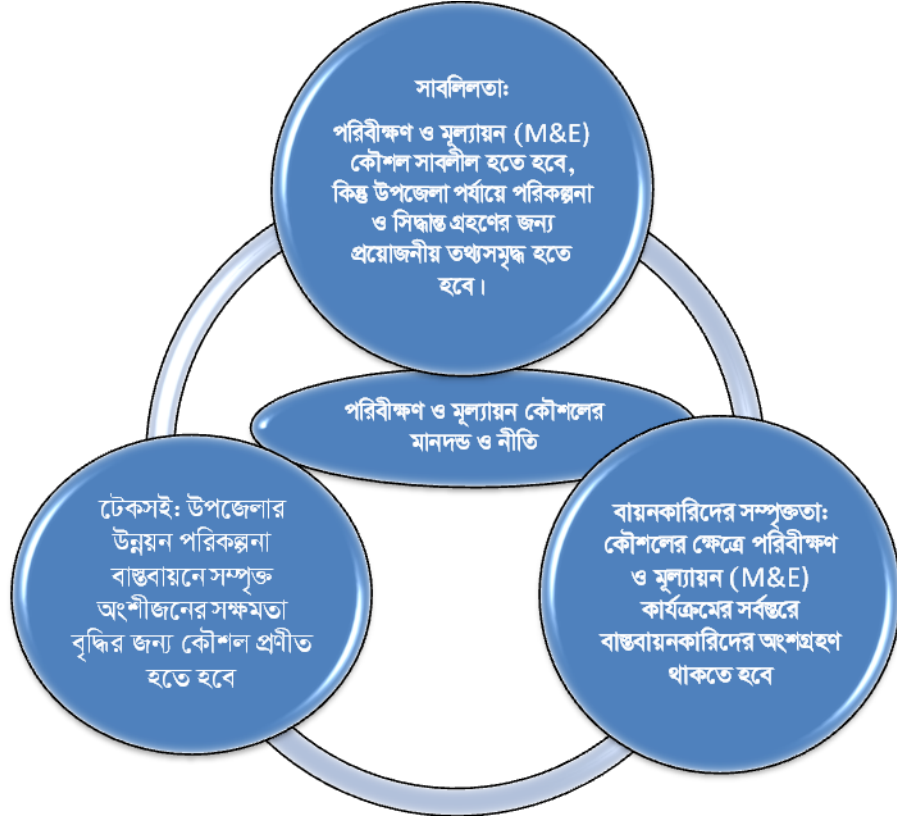 সাবলিলতা:
পরিবীক্ষণ ও মূল্যায়ন (M&E)
কৌশল সাবলীল হতে হবে,
কিন্তু উপজেলা পর্যায়ে পরিকল্পনা
ও সিদ্ধান্ত গ্রহণের জন্য
প্রয়োজনীয় তথ্যসমৃদ্ধ হতে
হবে।
পরিবীক্ষণ ও মূল্যায়ন কৌশলের
মানদন্ড ও নীতি
টেকসই: উপজেলার
উন্নয়ন পরিকল্পনা
বাস্তবায়নে সম্পৃক্ত
অংশীজনের সক্ষমতা
বৃদ্ধির জন্য কৌশল প্রণীত
হতে হবে
বায়নকারিদের সম্পৃক্ততা:
কৌশলের ক্ষেত্রে পরিবীক্ষণ
ও মূল্যায়ন (M&E)
কার্যক্রমের সর্বস্তরে
বাস্তবায়নকারিদের অংশগ্রহণ
থাকতে হবে